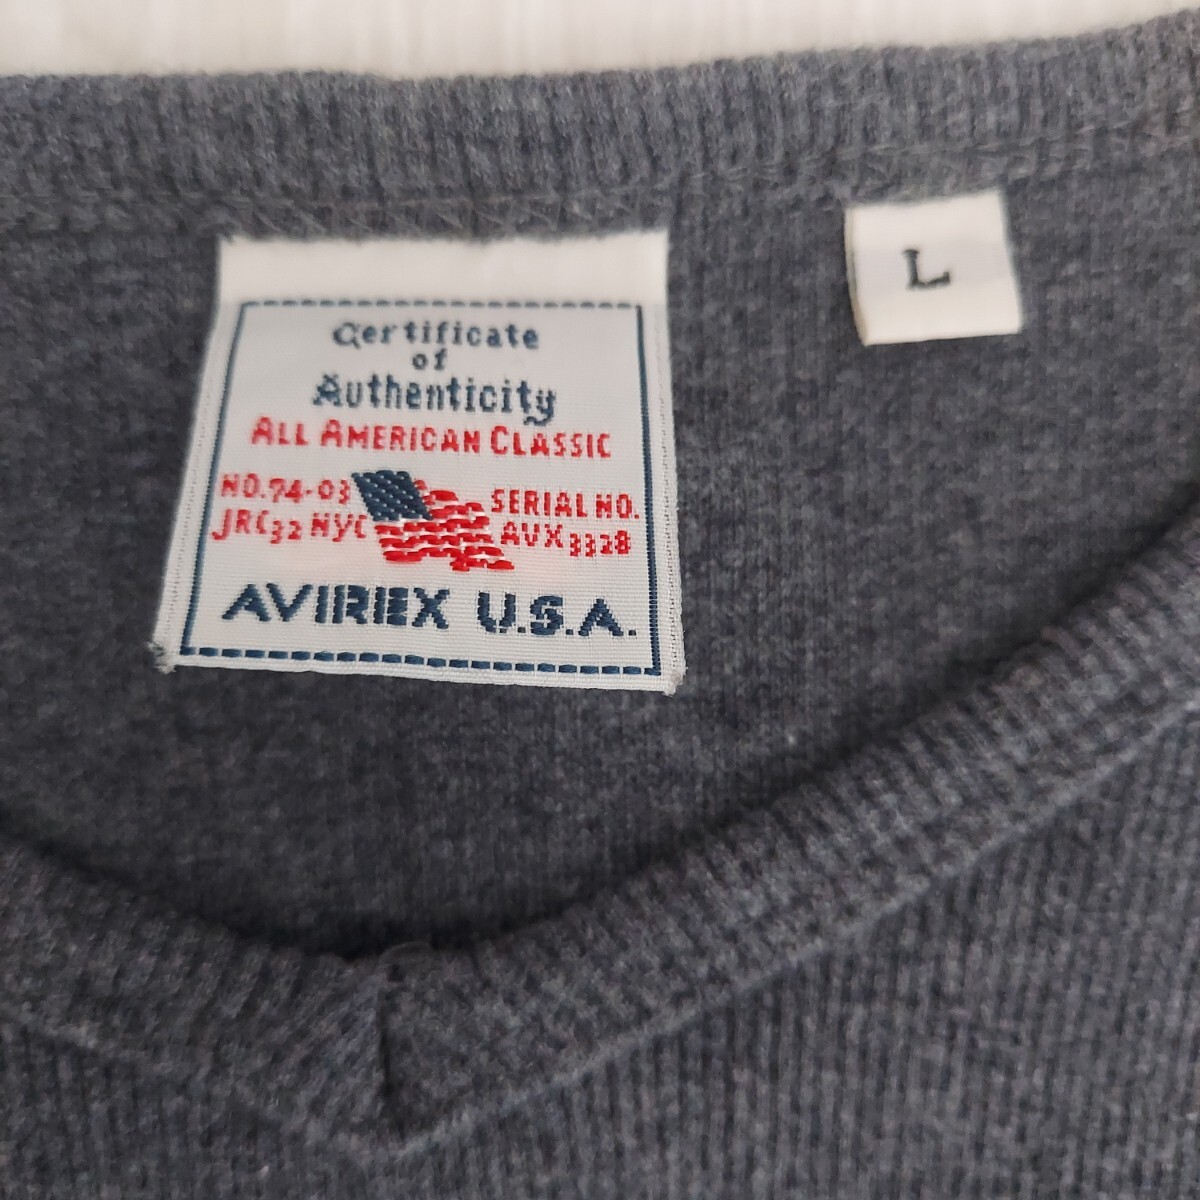 Certificate
of
Authenticity
ALL AMERICAN CLASSIC
NO.74-03
JRC32 NYC
SERIAL NO.
AVX3328
AVIREX U.S.A.
L